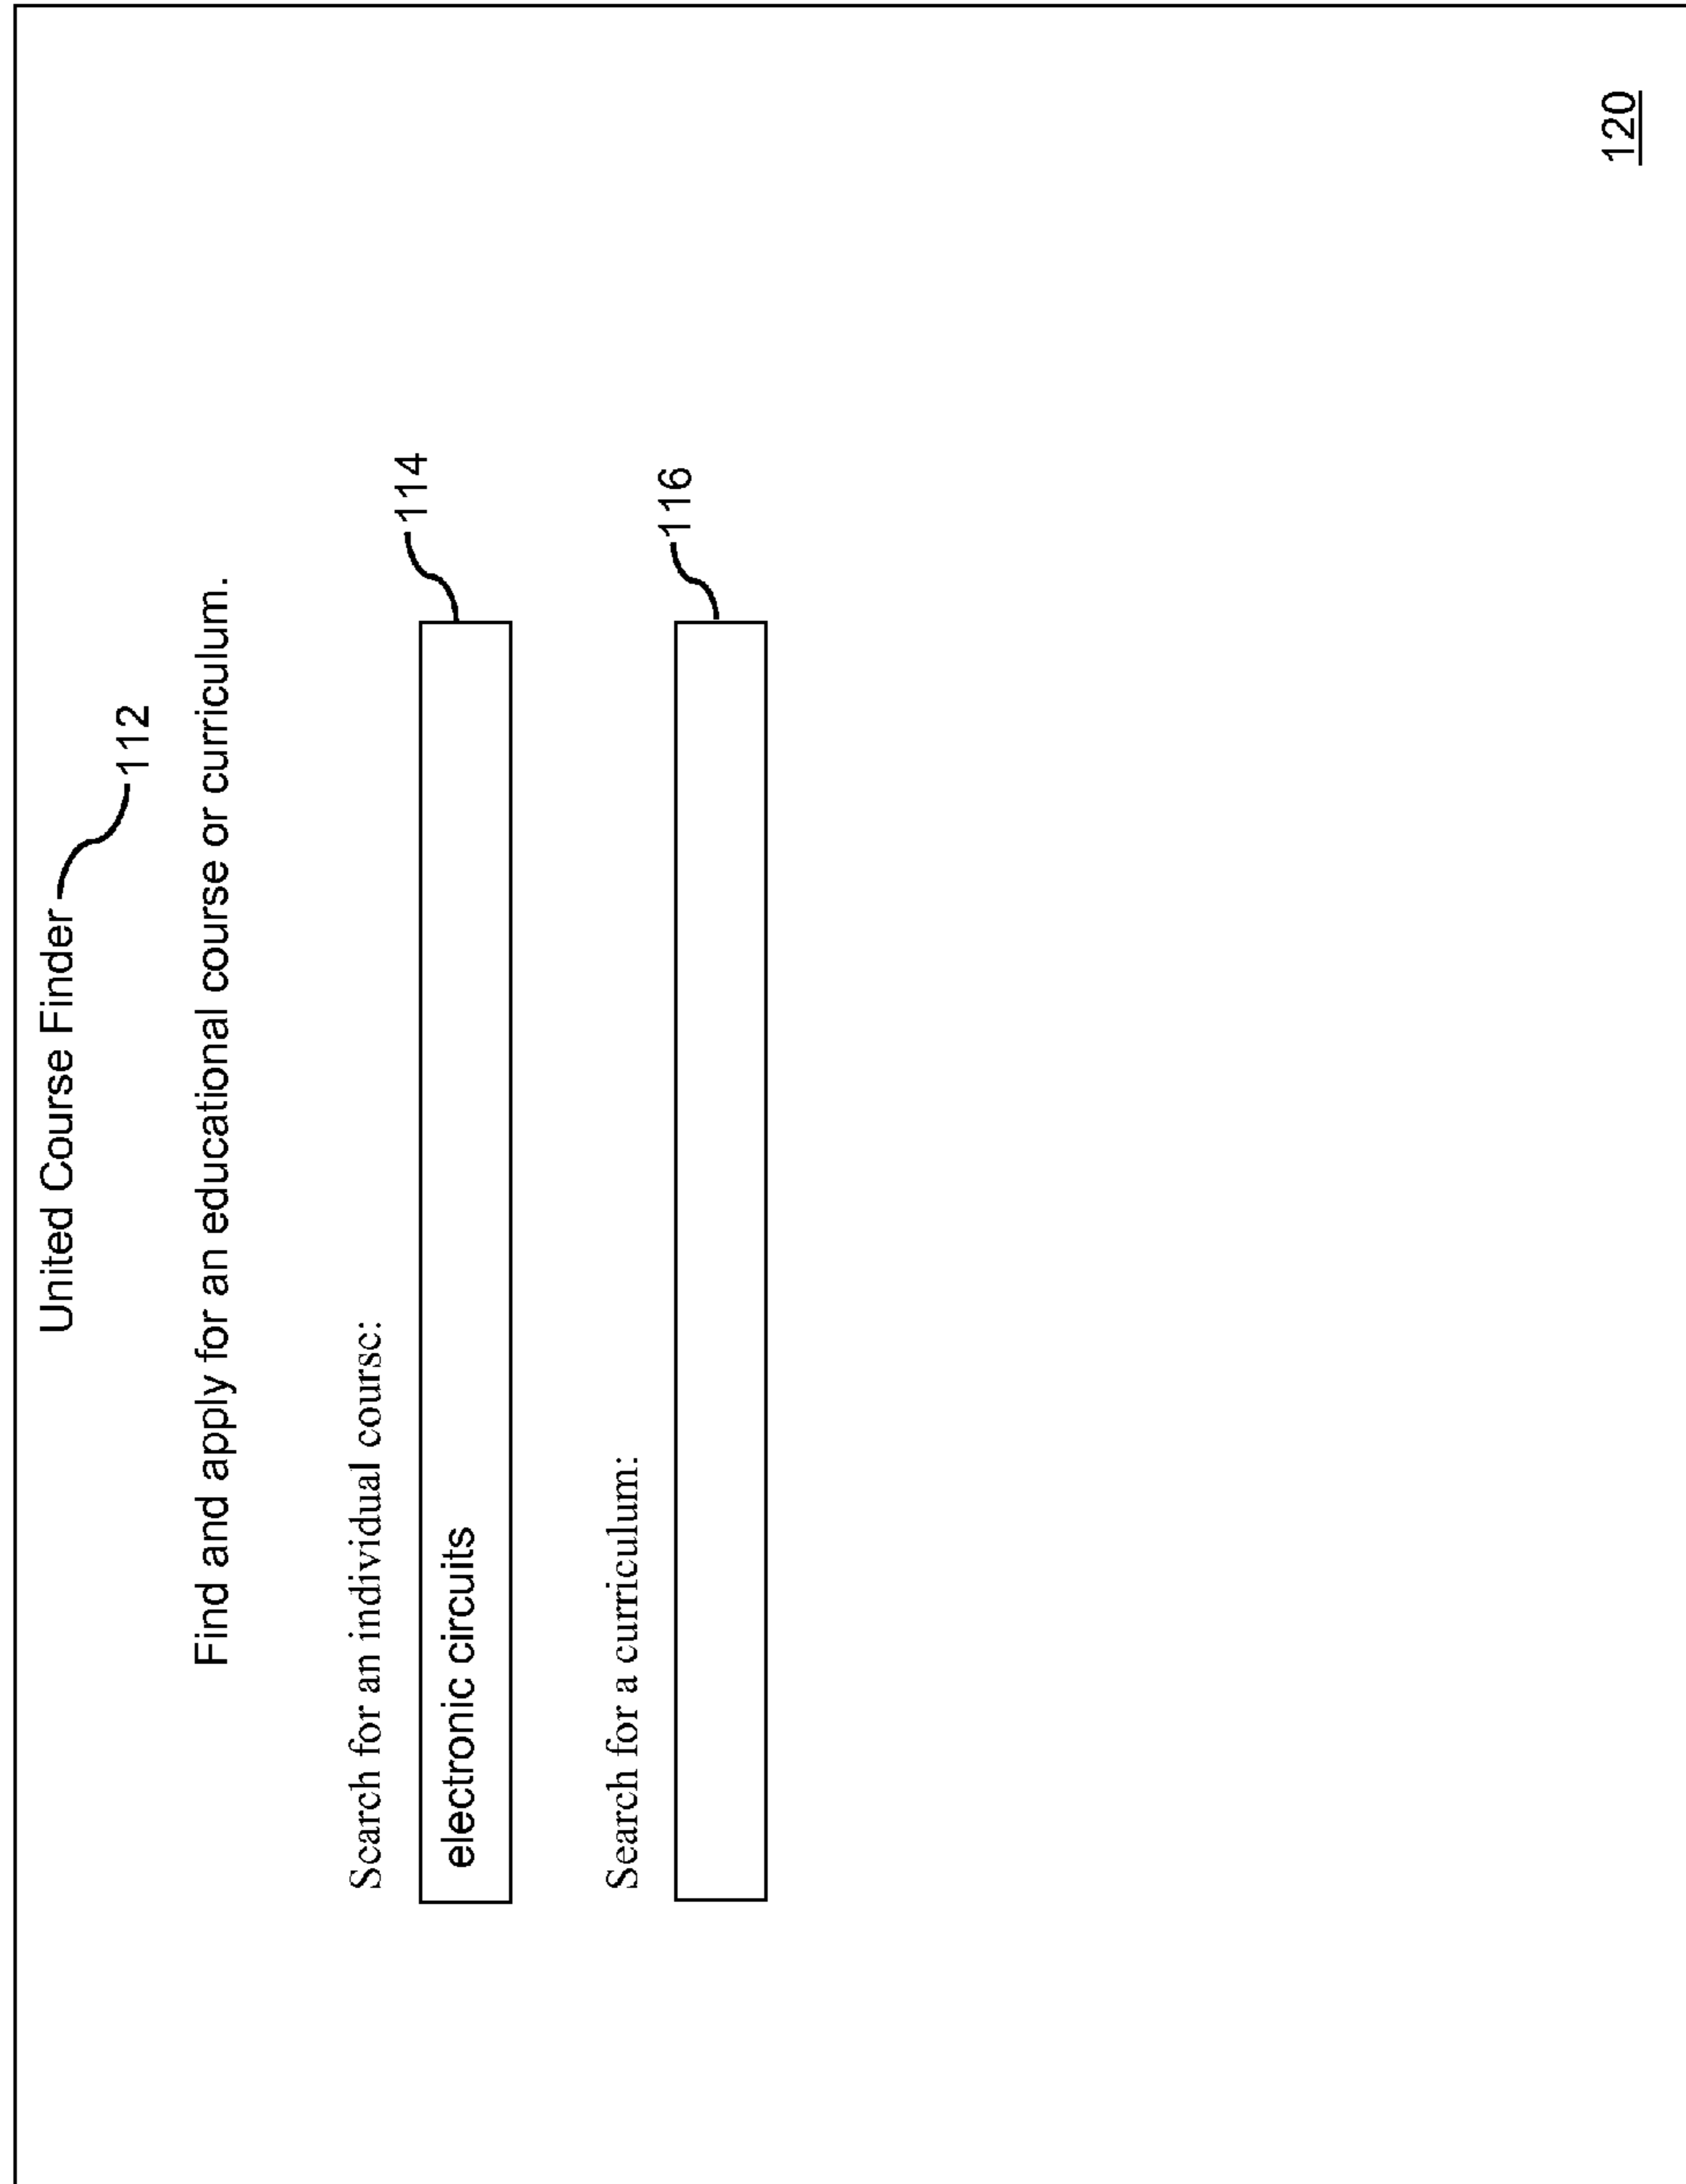 United Course Finder
112
Find and apply for an educational course or curriculum.
Search for an individual course:
114
electronic circuits
Search for a curriculum:
116
120